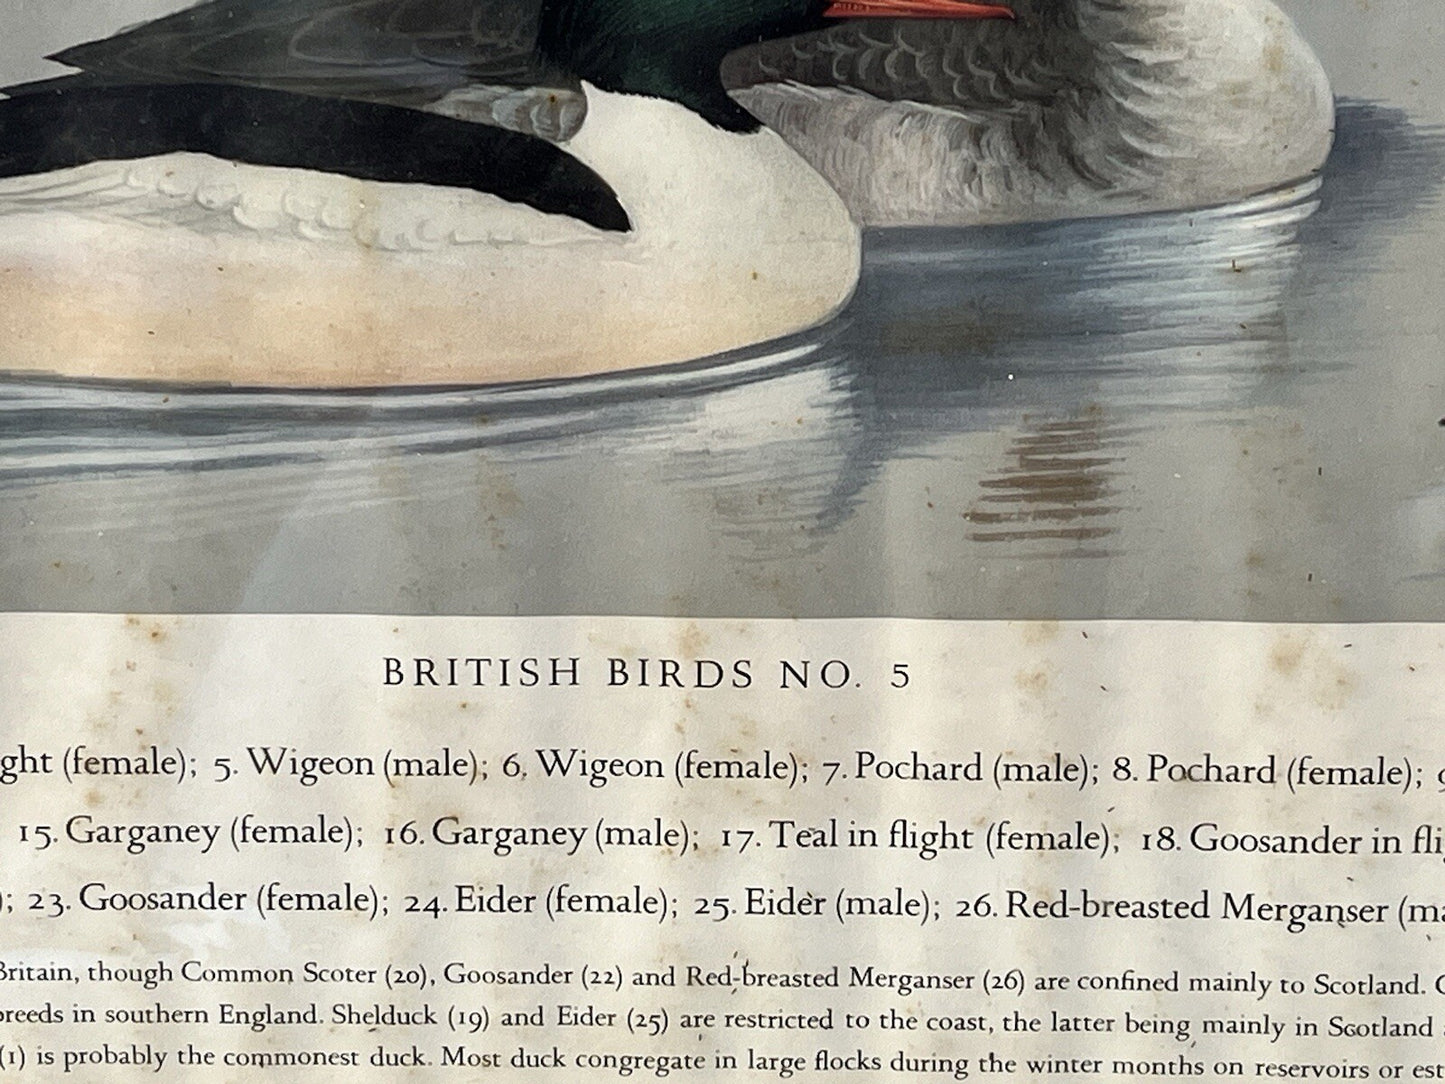 BRITISH BIRDS NO. 5
ght (female); 5. Wigeon (male); 6. Wigeon (female); 7. Pochard (male); 8. Pochard (female);
15. Garganey (female); 16. Garganey (male); 17. Teal in flight (female); 18. Goosander in fli
); 23. Goosander (female); 24. Eider (female); 25. Eider (male); 26. Red-breasted Merganser (ma
Britain, though Common Scoter (20), Goosander (22) and Red-breasted Merganser (26) are confined mainly to Scotland.
breeds in southern England. Shelduck (19) and Eider (25) are restricted to the coast, the latter being mainly in Scotland
(1) is probably the commonest duck. Most duck congregate in large flocks during the winter months on reservoirs or est